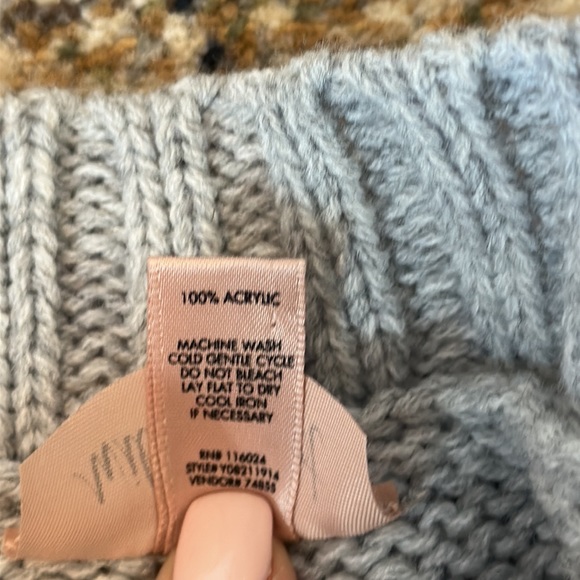 100% ACRYLIC
MACHINE WASH
COLD GENTLE CYCLE
DO NOT BLEACH
LAY FLAT TO DRY
COOL IRON
IF NECESSARY
RN# 116024
STYLE# Y08211914
VENDOR# 74855